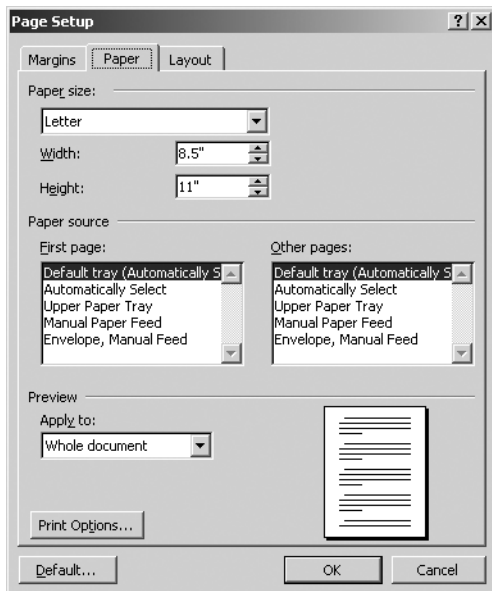 Page Setup
Margins Paper Layout
Paper size:
Letter
Width: 8.5"
Height: 11"
Paper source
First page: Other pages:
Default tray (Automatically S Default tray (Automatically S
Automatically Select Automatically Select
Upper Paper Tray Upper Paper Tray
Manual Paper Feed Manual Paper Feed
Envelope, Manual Feed Envelope, Manual Feed
Preview
Apply to:
Whole document
Print Options...
Default... OK Cancel